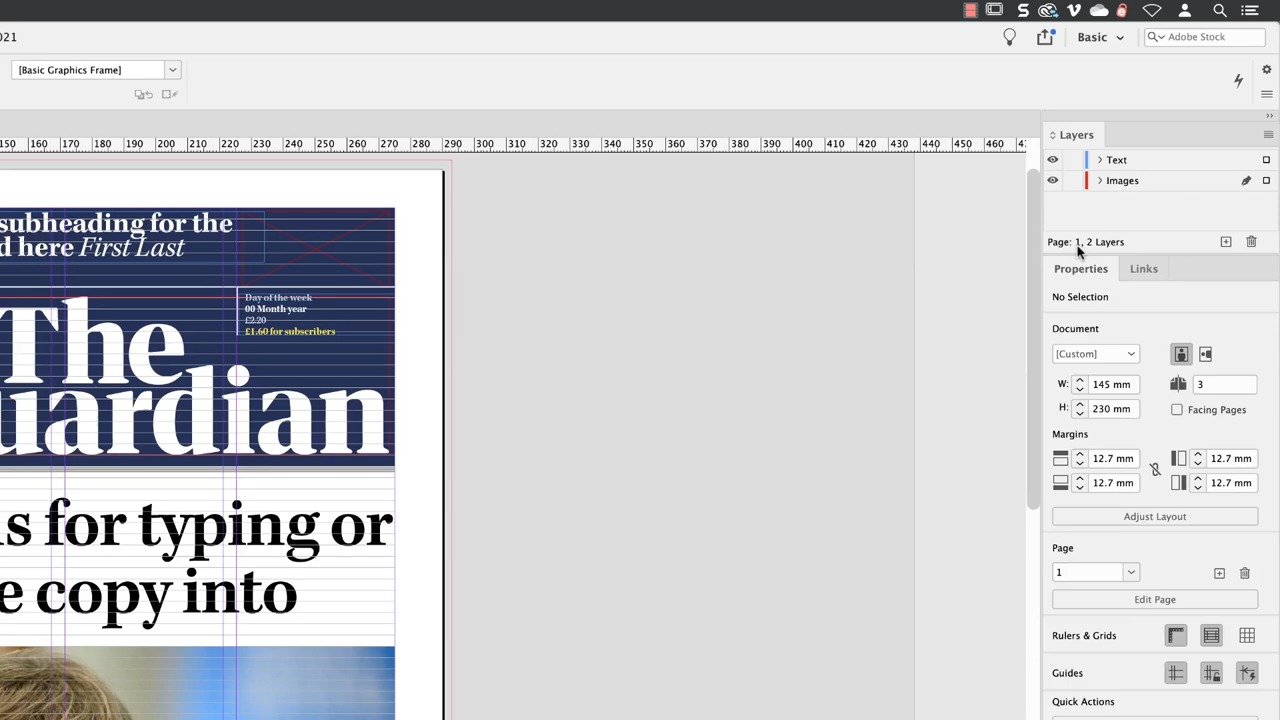 021
Basic
Adobe Stock
[Basic Graphics Frame]
Layers
150 160 170 180 190 200 210 220 230 240 250 260 270 280 290 300 310 320 330 340 350 360 370 380 390 400 410 420 430 440 450 460 47
Text
Images
Page: 1, 2 Layers
Properties
Links
No Selection
Document
[Custom]
W:
145 mm
3
H:
230 mm
Facing Pages
Margins
12.7 mm
12.7 mm
12.7 mm
12.7 mm
Adjust Layout
Page
1
Edit Page
Rulers & Grids
Guides
Quick Actions
subheading for the
d here First Last
Day of the week
00 Month year
£2.20
£1.60 for subscribers
The
uardian
is for typing or
e copy into